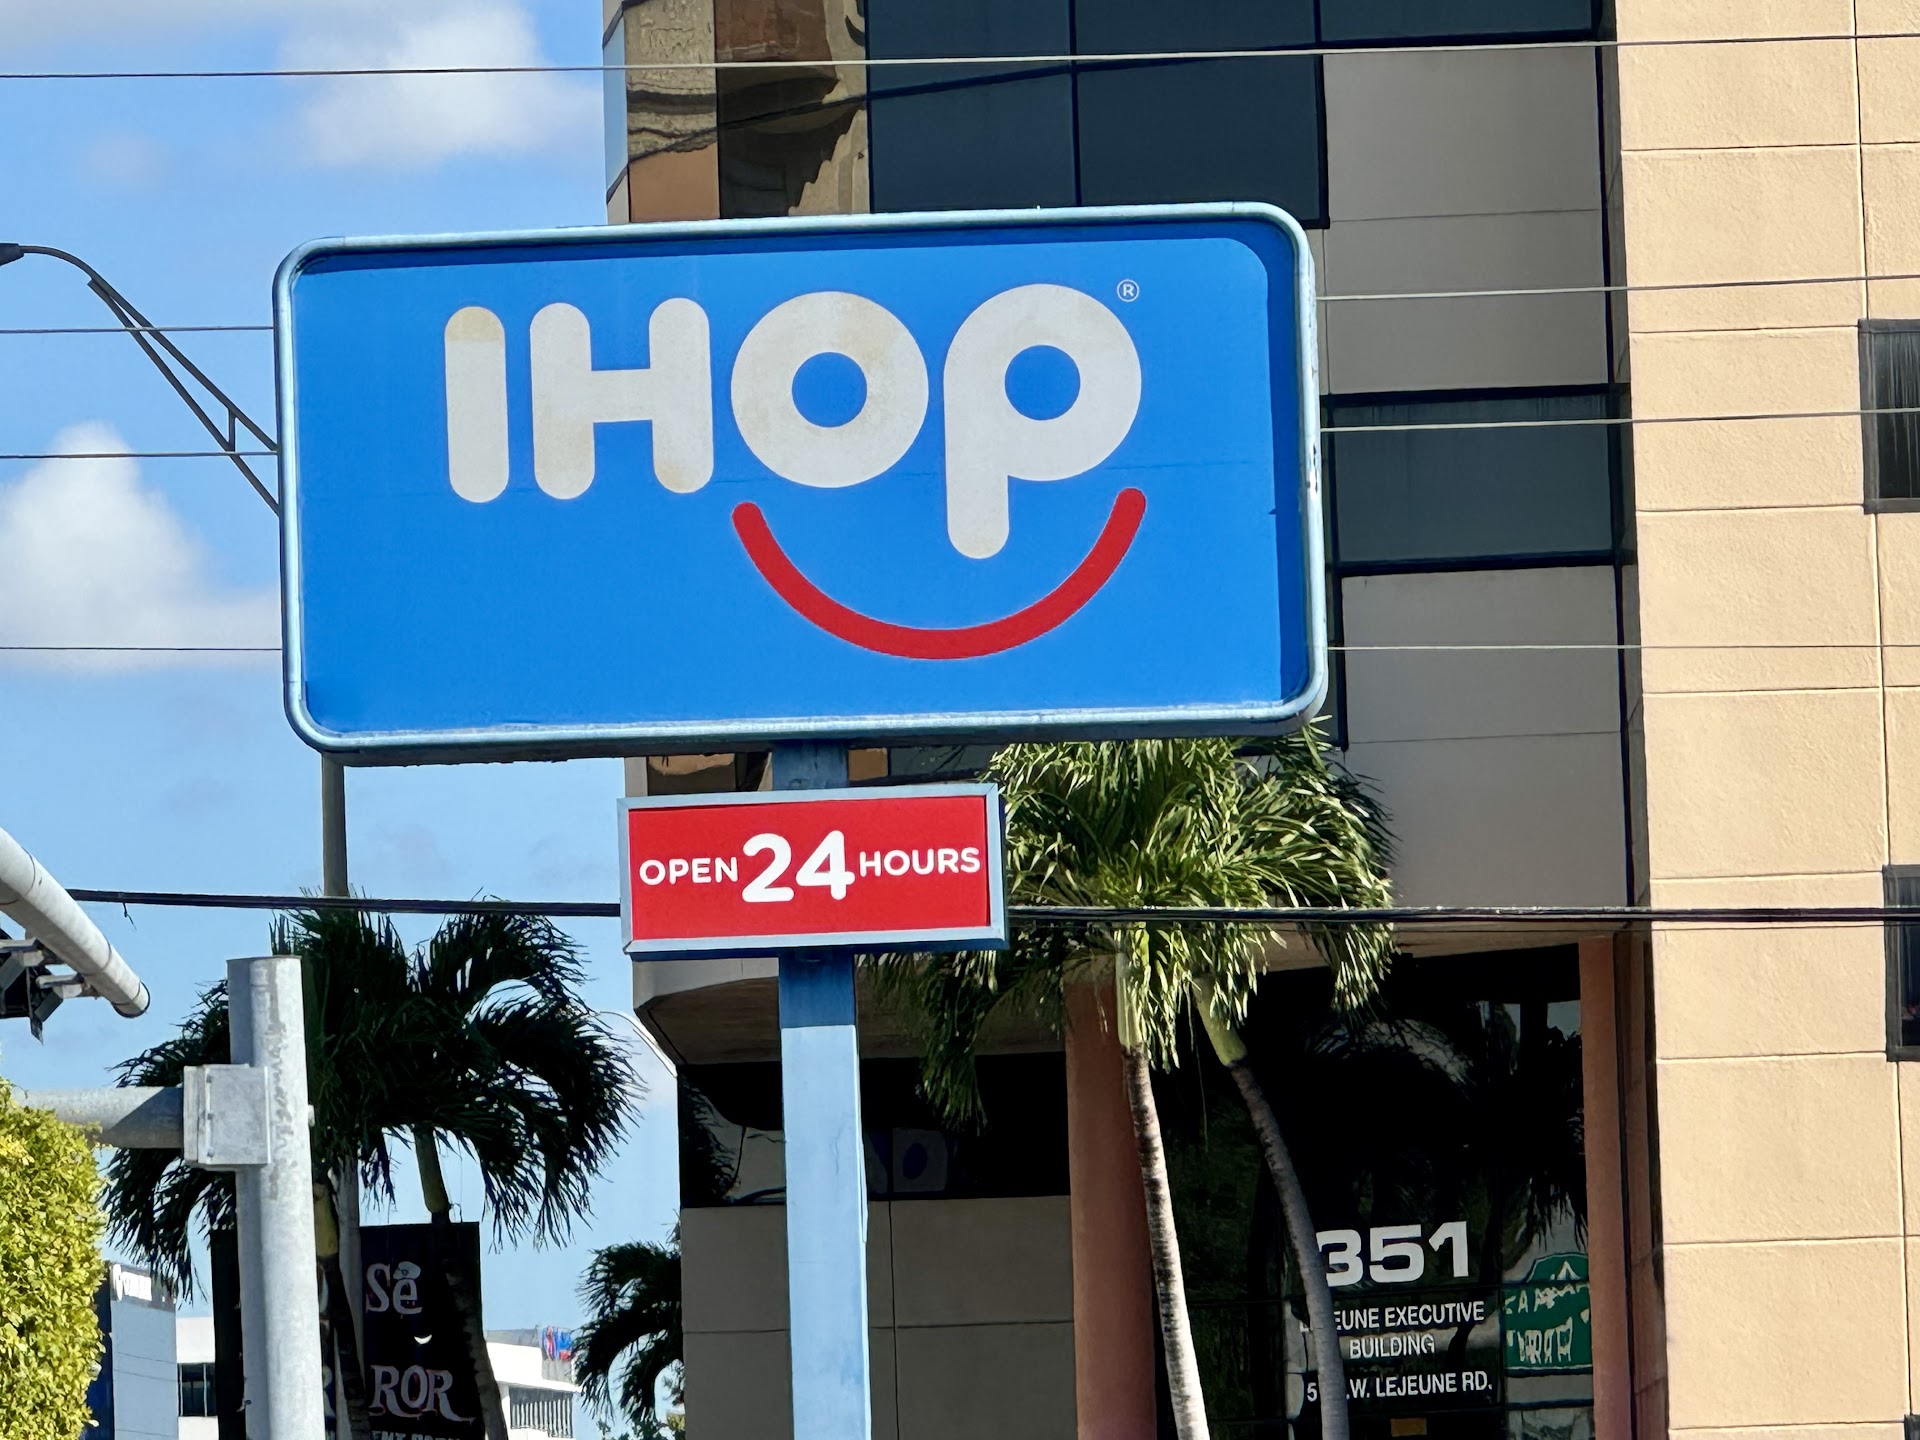 IHOP®
OPEN 24 HOURS
351
EXECUTIVE
BUILDING
LEJEUNE RD.